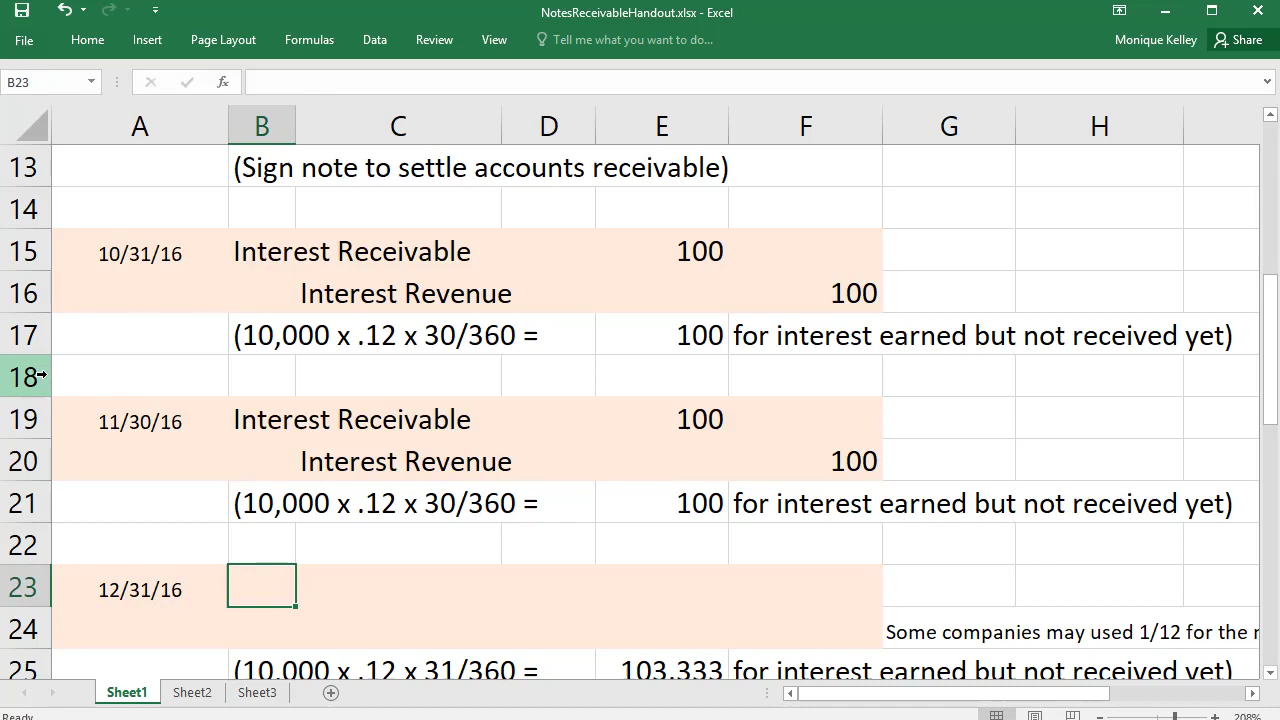 NotesReceivableHandout.xlsx - Excel
File Home Insert Page Layout Formulas Data Review View Tell me what you want to do... Monique Kelley Share
B23 fx
A B C D E F G H
13 (Sign note to settle accounts receivable)
14
15 10/31/16 Interest Receivable 100
16 Interest Revenue 100
17 (10,000 x .12 x 30/360 = 100 for interest earned but not received yet)
18
19 11/30/16 Interest Receivable 100
20 Interest Revenue 100
21 (10,000 x .12 x 30/360 = 100 for interest earned but not received yet)
22
23 12/31/16
24 Some companies may used 1/12 for the
25 (10,000 x .12 x 31/360 = 103.333 for interest earned but not received yet)
Sheet1 Sheet2 Sheet3
Ready 208%